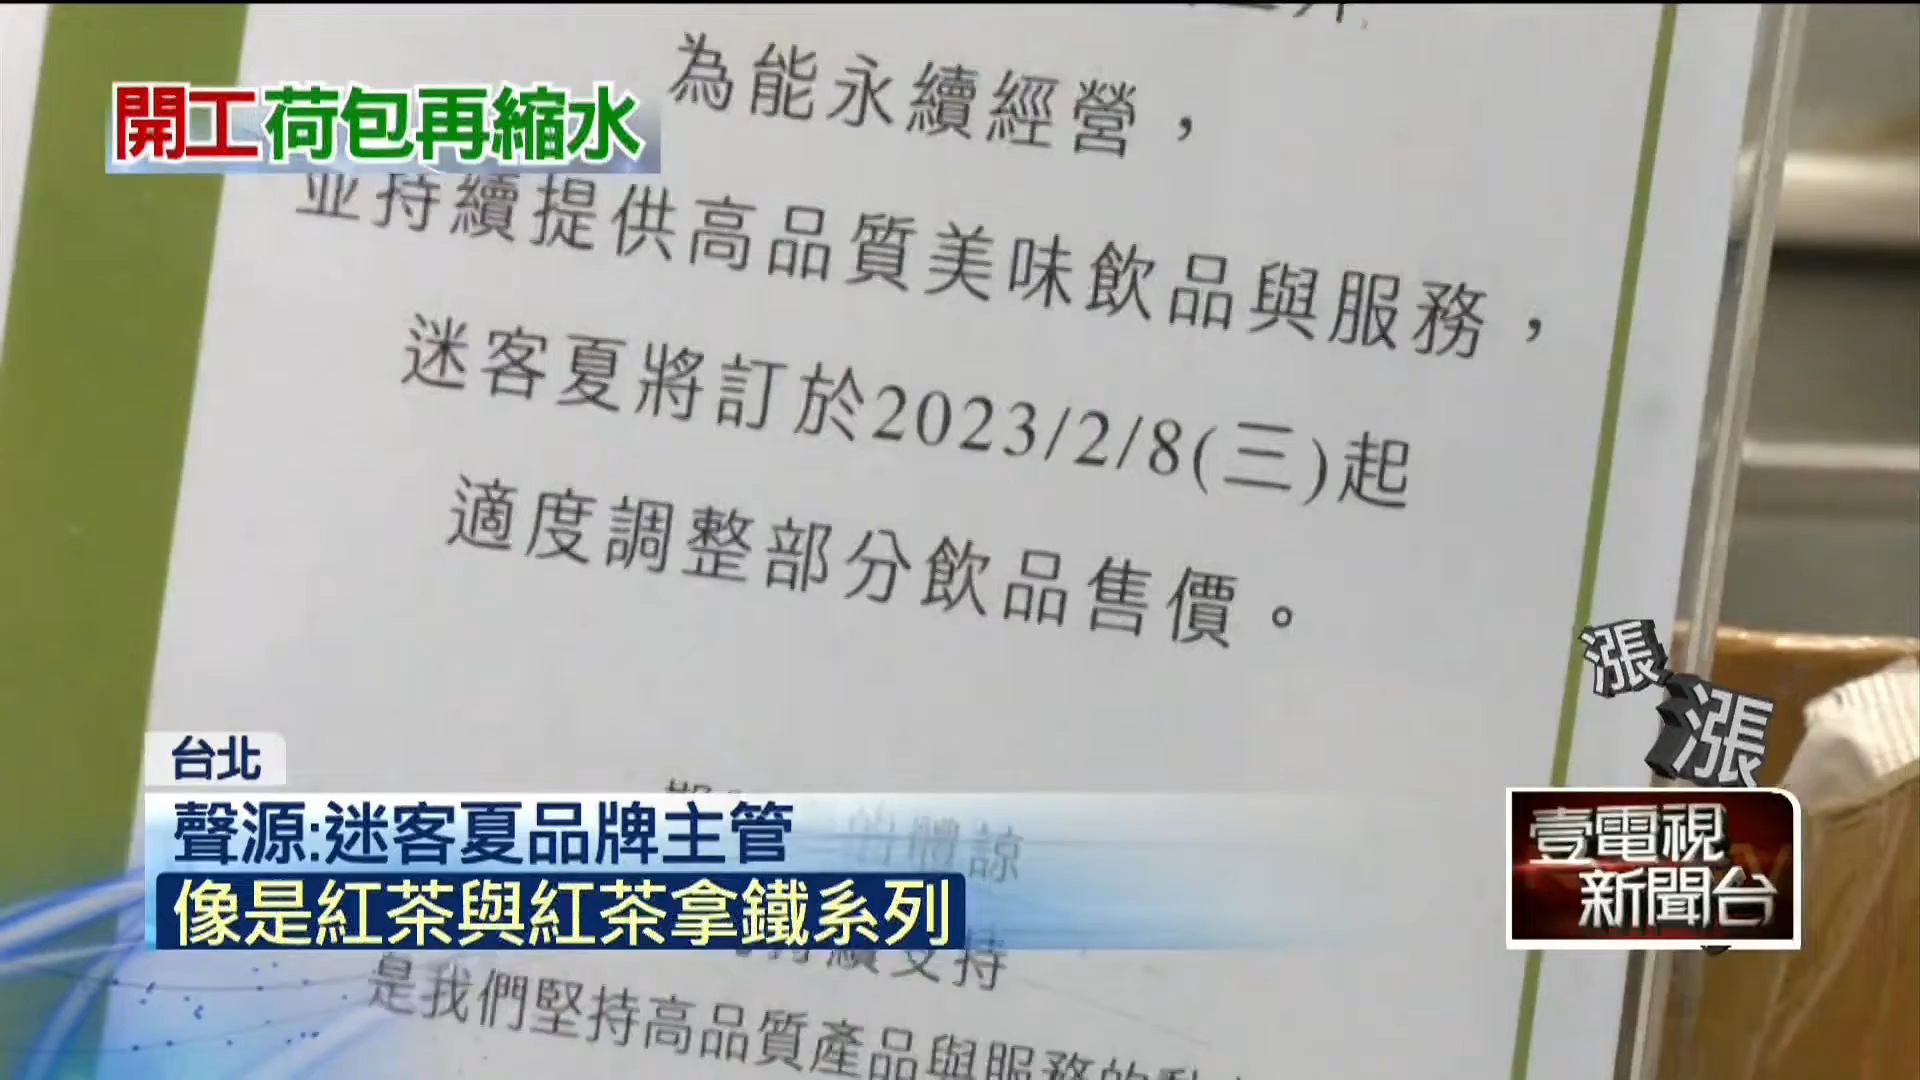 為能永續經營，
開工荷包再縮水
並持續提供高品質美味飲品與服務，
迷客夏將訂於2023/2/8(三)起
適度調整部分飲品售價。
漲
漲
台北
聲源:迷客夏品牌主管
的體諒
像是紅茶與紅茶拿鐵系列
壹電視
新聞台
支持
是我們堅持高品質產品與服務的